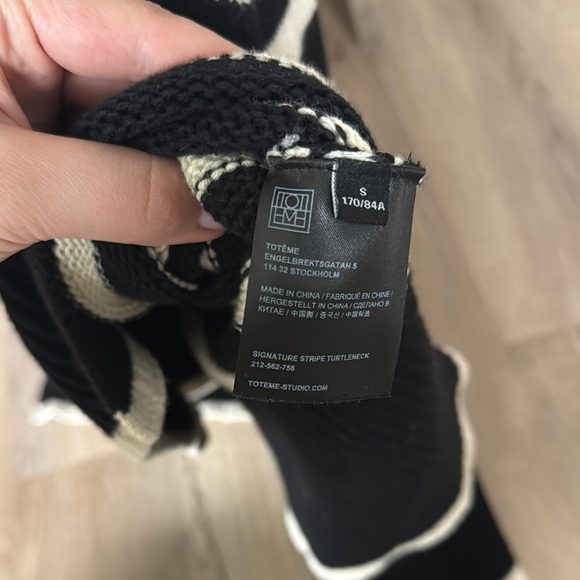 S
170/84A
TOTEME
TOTÊME
ENGELBREKTSGATAN 5
114 32 STOCKHOLM
MADE IN CHINA / FABRIQUÉ EN CHINE /
HERGESTELLT IN CHINA / СДЕЛАНО В
КИТАЕ / 中国製 / 중국산 / 中国制造
SIGNATURE STRIPE TURTLENECK
212-562-758
TOTEME-STUDIO.COM